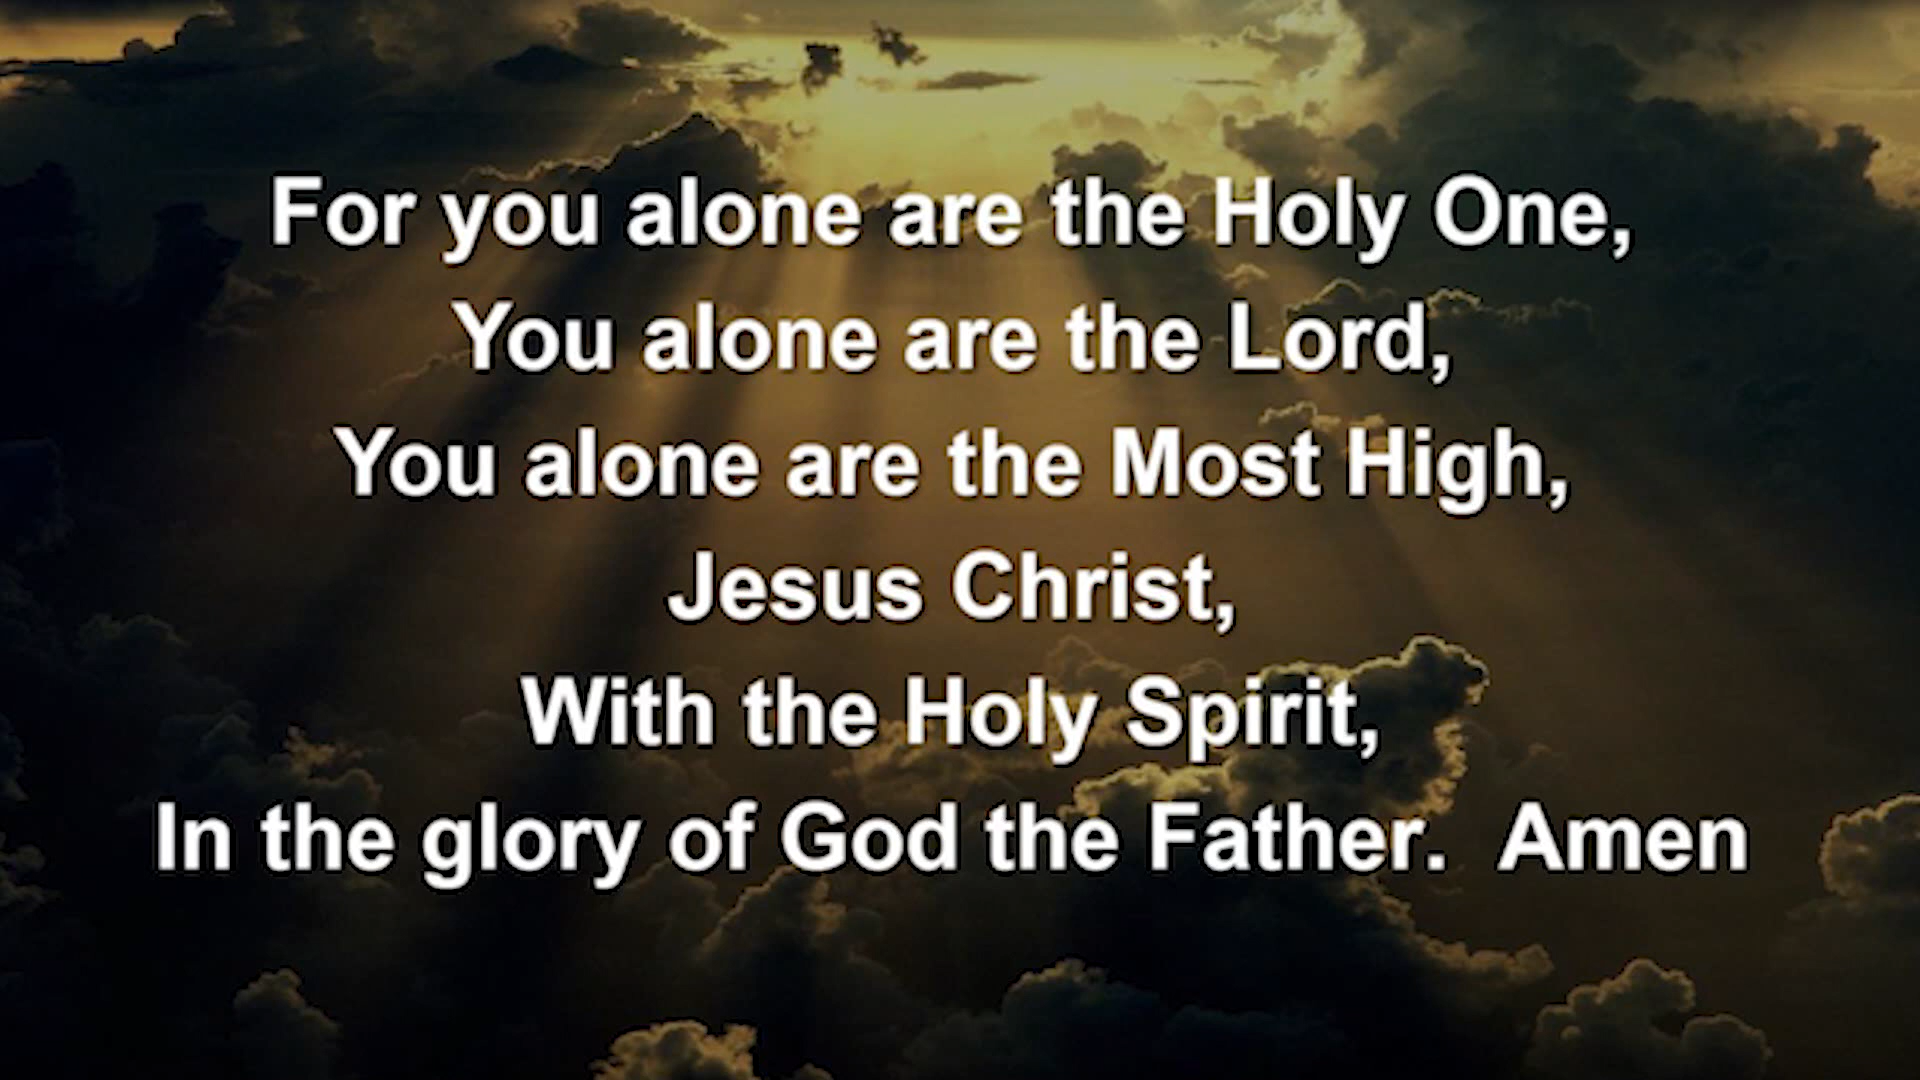 For you alone are the Holy One,
You alone are the Lord,
You alone are the Most High,
Jesus Christ,
With the Holy Spirit,
In the glory of God the Father.  Amen